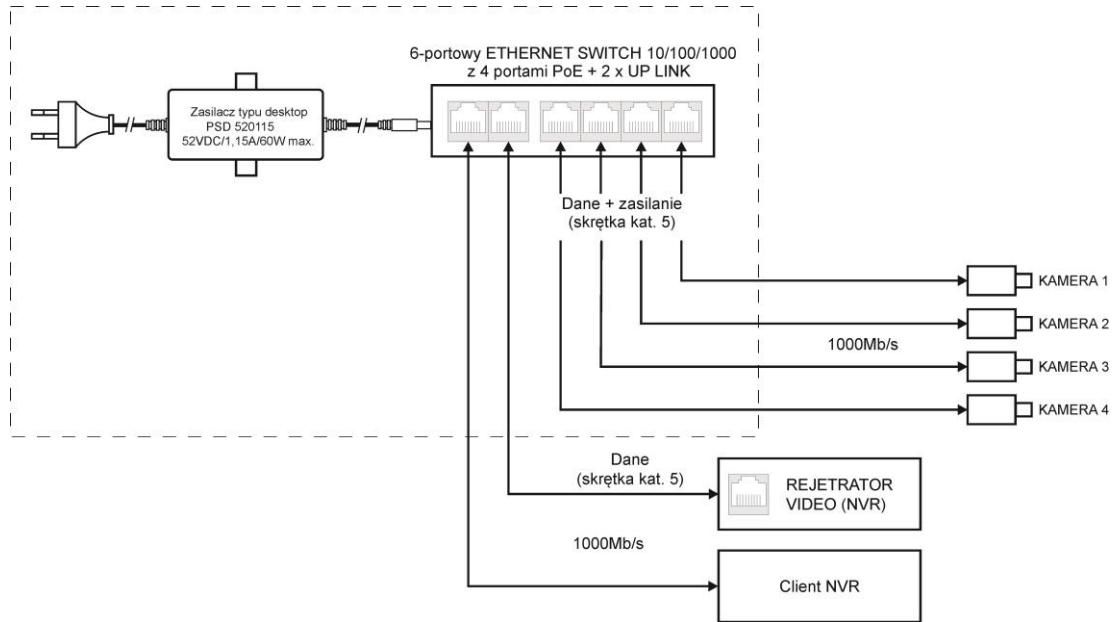 6-portowy ETHERNET SWITCH 10/100/1000
z 4 portami PoE + 2 x UP LINK
Zasilacz typu desktop
PSD 520115
52VDC/1,15A/60W max.
Dane + zasilanie
(skrętka kat. 5)
KAMERA 1
KAMERA 2
1000Mb/s
KAMERA 3
KAMERA 4
Dane
(skrętka kat. 5)
REJETRATOR
VIDEO (NVR)
1000Mb/s
Client NVR